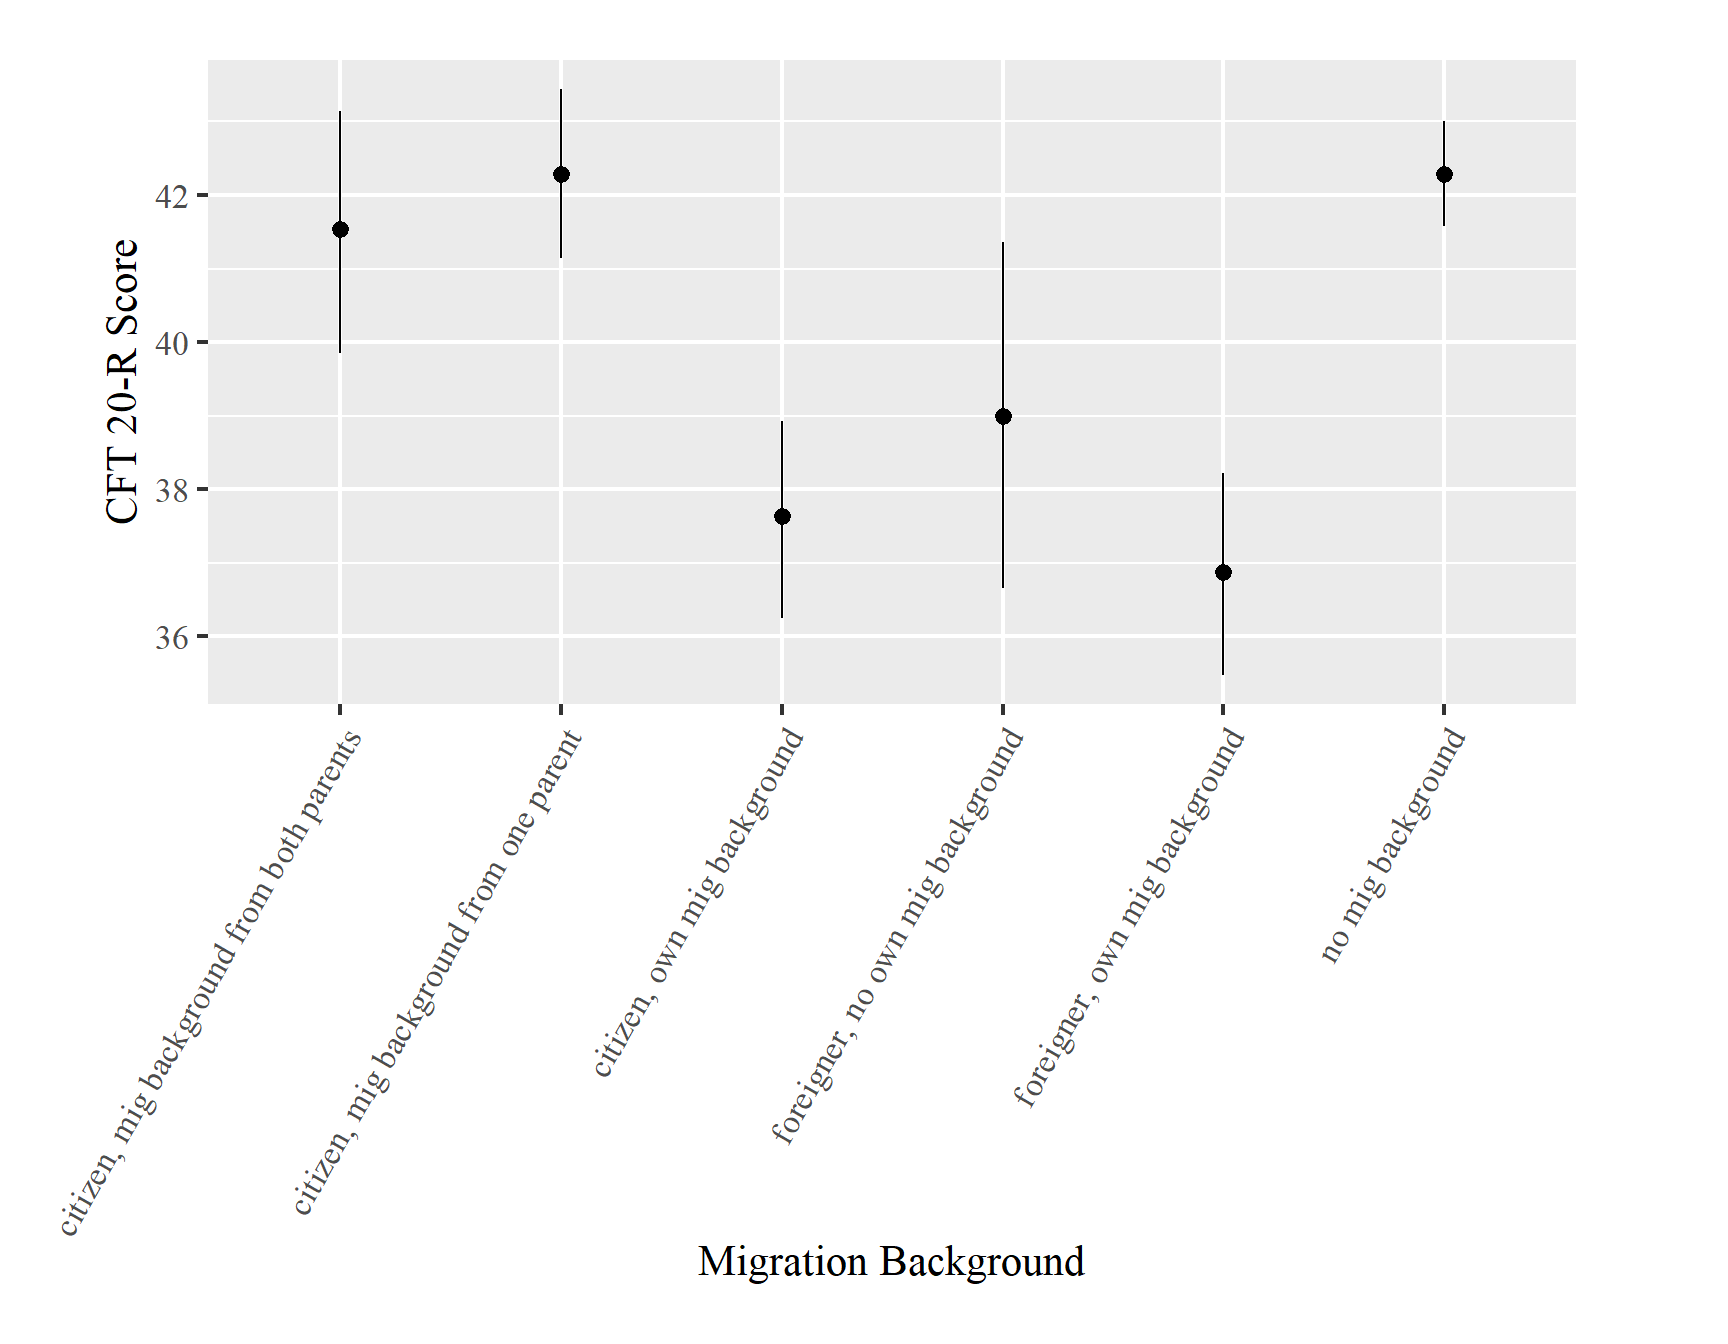 CFT 20-R Score
42
40
38
36
citizen, mig background from both parents
citizen, mig background from one parent
citizen, own mig background
foreigner, no own mig background
foreigner, own mig background
no mig background
Migration Background